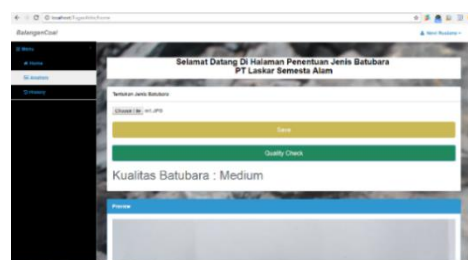 BalanganCoal
Menu
Home
Analisis
History
Selamat Datang Di Halaman Penentuan Jenis Batubara
PT Laskar Semesta Alam
Tentukan Jenis Batubara
Save
Quality Check
Kualitas Batubara : Medium
Preview